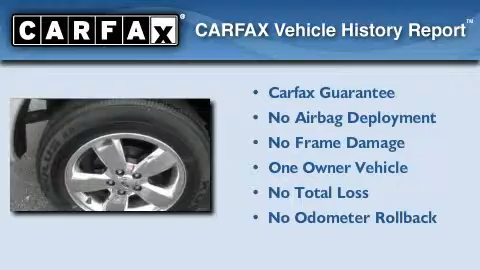 CARFAX® CARFAX Vehicle History Report™
• Carfax Guarantee
• No Airbag Deployment
• No Frame Damage
• One Owner Vehicle
• No Total Loss
• No Odometer Rollback